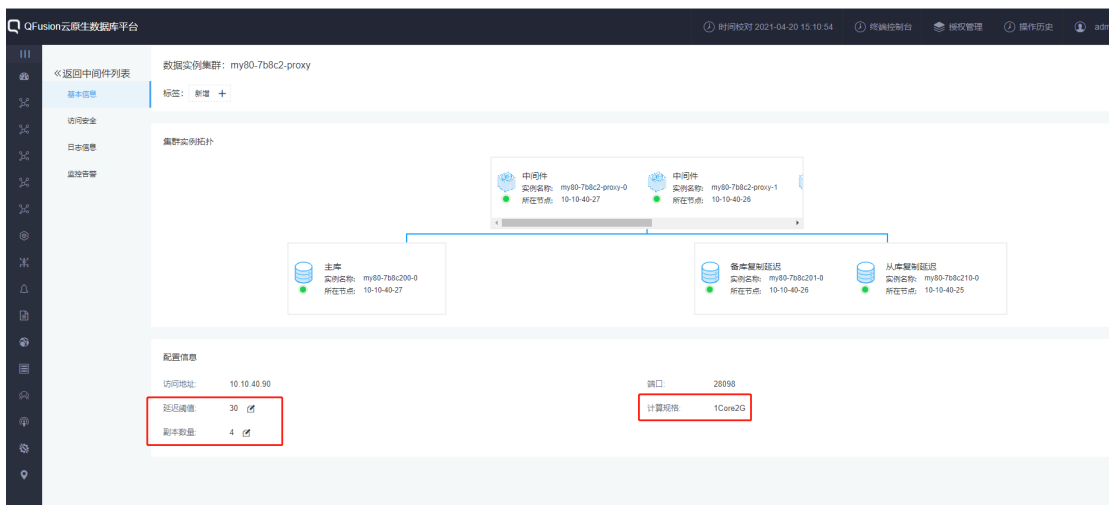 QFusion云原生数据库平台
时间校对 2021-04-20 15:10:54
终端控制台
授权管理
操作历史
adm
«返回中间件列表
基本信息
访问安全
日志信息
监控告警
数据实例集群：my80-7b8c2-proxy
标签： 新增 +
集群实例拓扑
中间件
实例名称： my80-7b8c2-proxy-0
所在节点： 10-10-40-27
中间件
实例名称： my80-7b8c2-proxy-1
所在节点： 10-10-40-26
主库
实例名称： my80-7b8c200-0
所在节点： 10-10-40-27
备库复制延迟
实例名称： my80-7b8c201-0
所在节点： 10-10-40-26
从库复制延迟
实例名称： my80-7b8c210-0
所在节点： 10-10-40-25
配置信息
访问地址: 10.10.40.90
端口: 28098
延迟阈值: 30
计算规格: 1Core2G
副本数量: 4